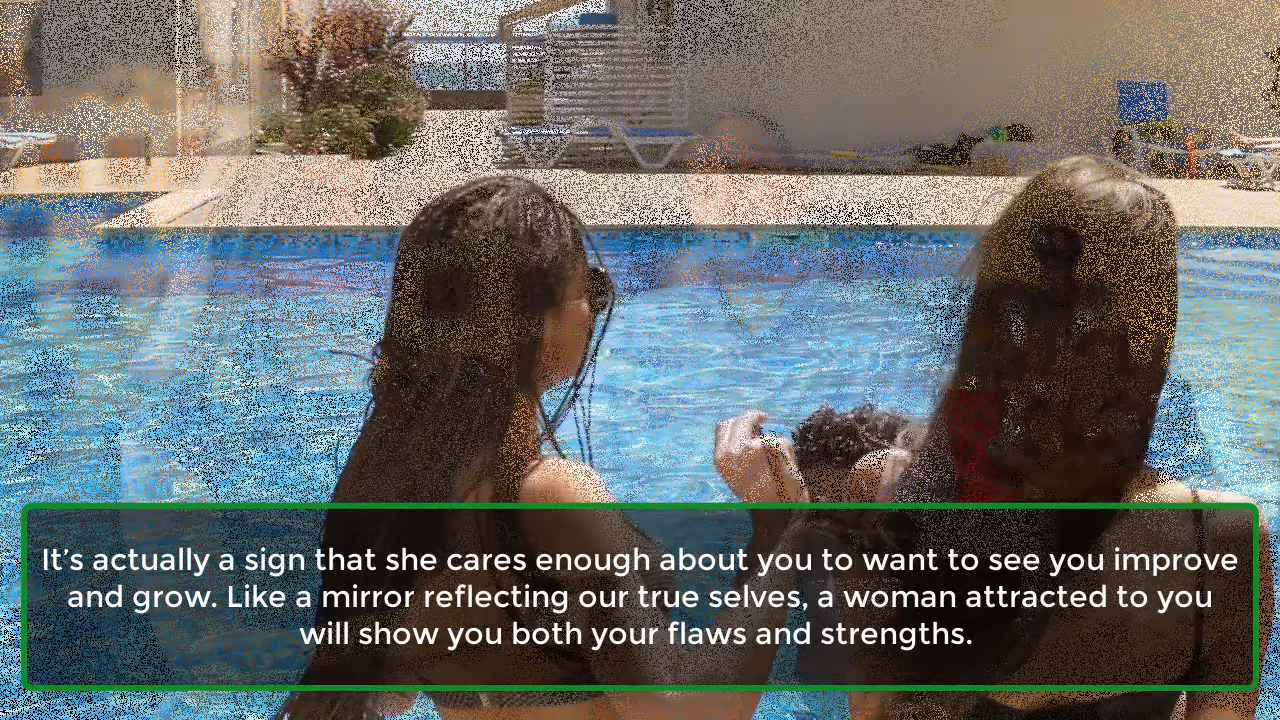 It’s actually a sign that she cares enough about you to want to see you improve
and grow. Like a mirror reflecting our true selves, a woman attracted to you
will show you both your flaws and strengths.